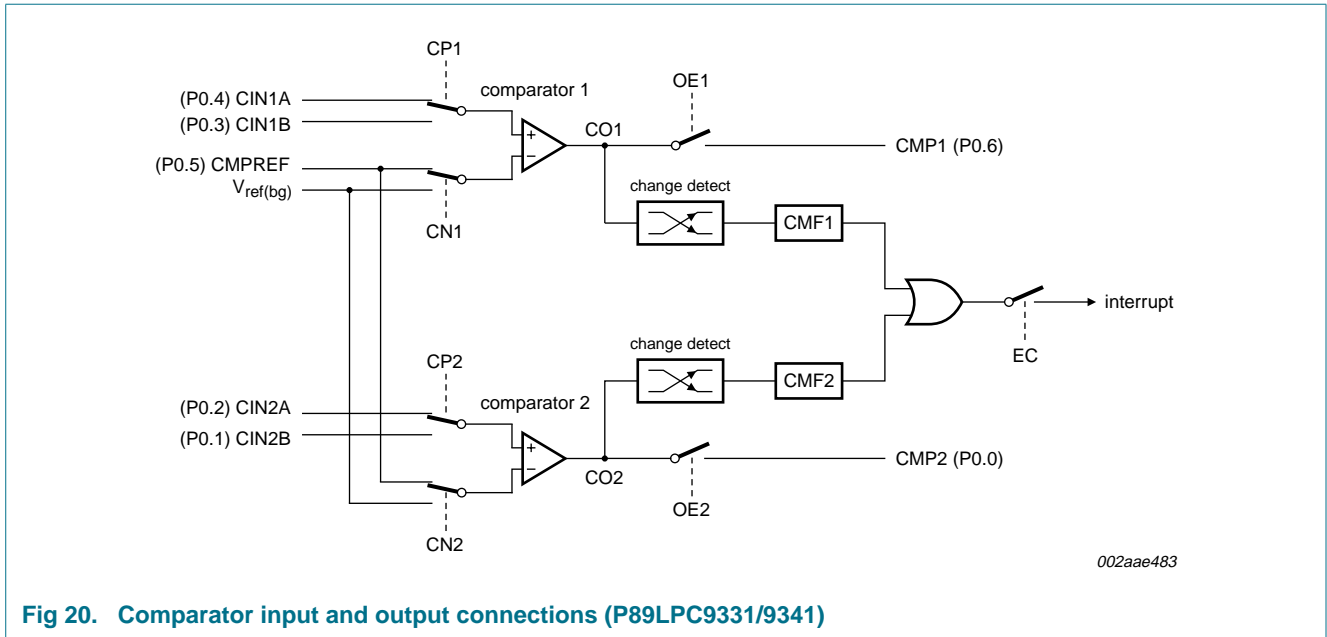 CP1
comparator 1
OE1
(P0.4) CIN1A
(P0.3) CIN1B
CO1
CMP1 (P0.6)
(P0.5) CMPREF
Vref(bg)
change detect
CN1
CMF1
interrupt
EC
change detect
CP2
CMF2
comparator 2
(P0.2) CIN2A
(P0.1) CIN2B
CMP2 (P0.0)
CO2
OE2
CN2
002aae483
Fig 20. Comparator input and output connections (P89LPC9331/9341)